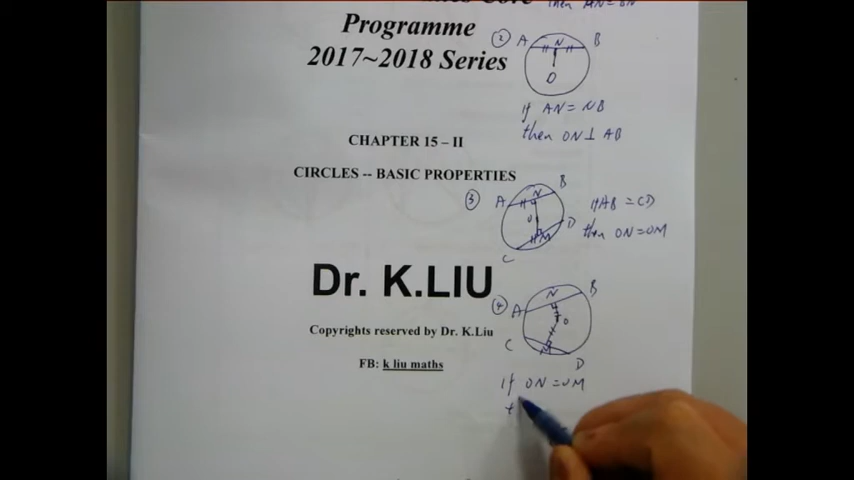 Programme
2017~2018 Series
CHAPTER 15 – II
CIRCLES -- BASIC PROPERTIES
Dr. K.LIU
Copyrights reserved by Dr. K.Liu
FB: k liu maths
then MN = BN
② A N B
O
if AN = NB
then ON ⊥ AB
③ A N B
O D
M
C
if AB = CD
then ON = OM
④ A N B
O
C M D
If ON = OM
t